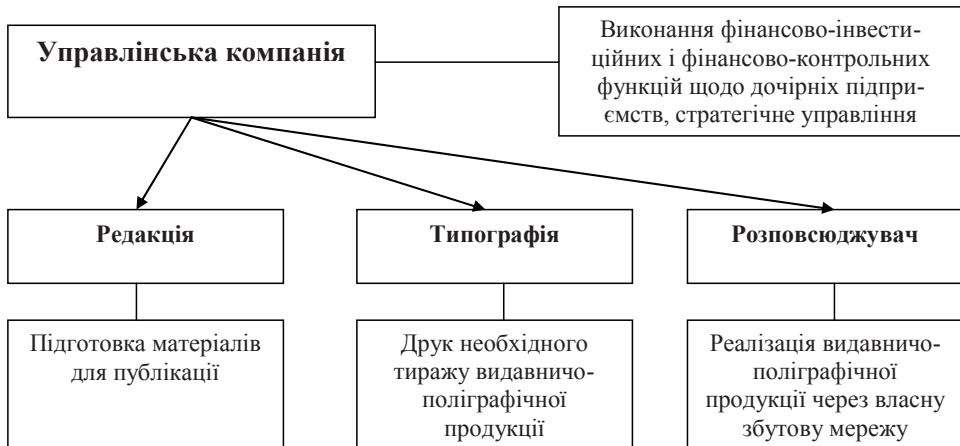 Управлінська компанія
Виконання фінансово-інвести-
ційних і фінансово-контрольних
функцій щодо дочірніх підпри-
ємств, стратегічне управління
Редакція
Типографія
Розповсюджувач
Підготовка матеріалів
для публікації
Друк необхідного
тиражу видавничо-
поліграфічної
продукції
Реалізація видавничо-
поліграфічної
продукції через власну
збутову мережу